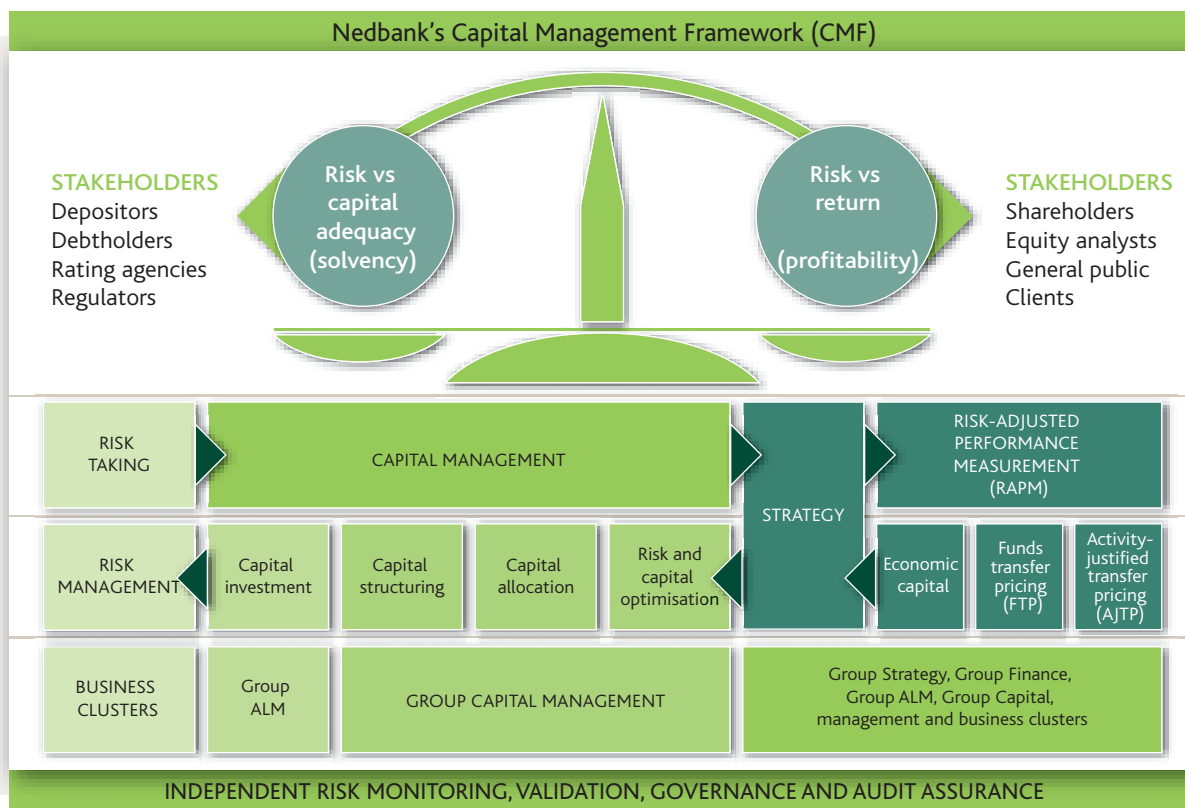 Nedbank's Capital Management Framework (CMF)
STAKEHOLDERS
Depositors
Debtholders
Rating agencies
Regulators
Risk vs
capital
adequacy
(solvency)
Risk vs
return
(profitability)
STAKEHOLDERS
Shareholders
Equity analysts
General public
Clients
RISK
TAKING
CAPITAL MANAGEMENT
STRATEGY
RISK-ADJUSTED
PERFORMANCE
MEASUREMENT
(RAPM)
RISK
MANAGEMENT
Capital
investment
Capital
structuring
Capital
allocation
Risk and
capital
optimisation
Economic
capital
Funds
transfer
pricing
(FTP)
Activity-
justified
transfer
pricing
(AJTP)
BUSINESS
CLUSTERS
Group
ALM
GROUP CAPITAL MANAGEMENT
Group Strategy, Group Finance,
Group ALM, Group Capital,
management and business clusters
INDEPENDENT RISK MONITORING, VALIDATION, GOVERNANCE AND AUDIT ASSURANCE